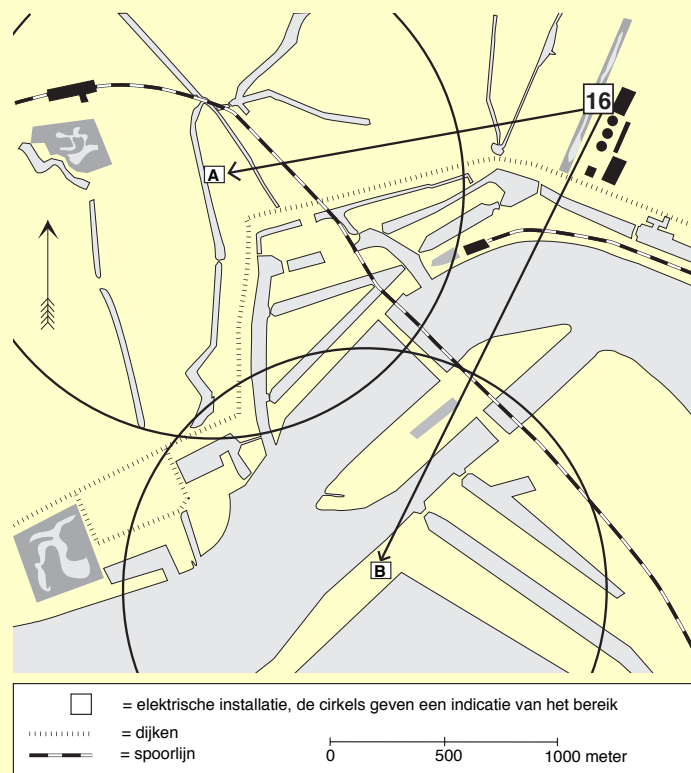 16
A
B
= elektrische installatie, de cirkels geven een indicatie van het bereik
= dijken
= spoorlijn
0 500 1000 meter